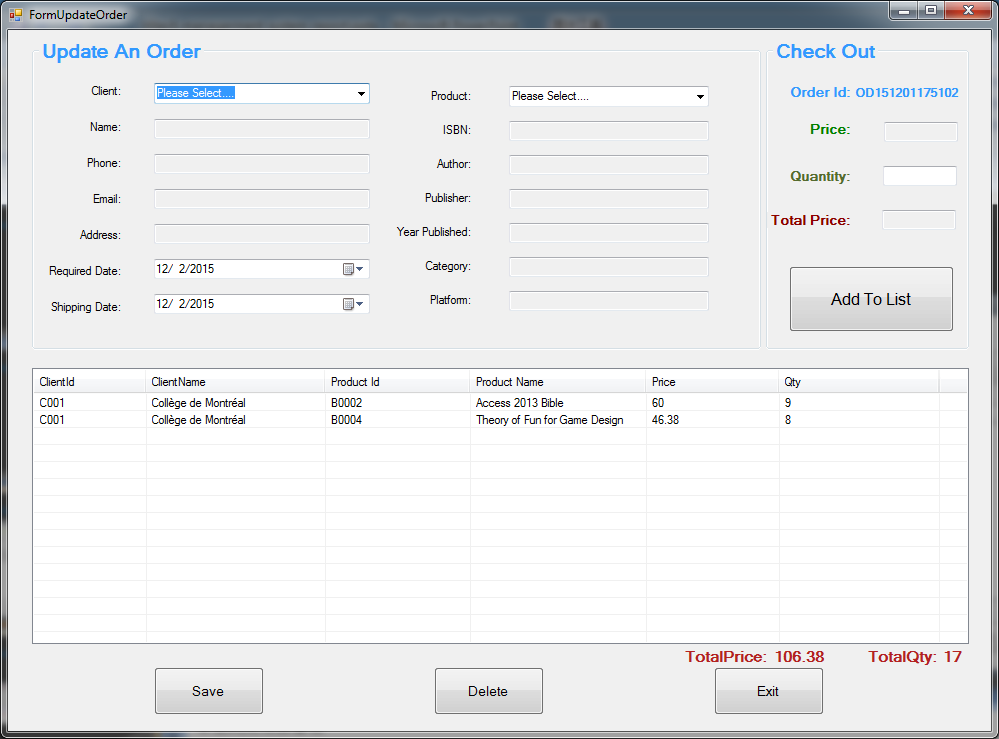 FormUpdateOrder
Update An Order
Client: Please Select....
Name:
Phone:
Email:
Address:
Required Date: 12/ 2/2015
Shipping Date: 12/ 2/2015
Product: Please Select....
ISBN:
Author:
Publisher:
Year Published:
Category:
Platform:
Check Out
Order Id: OD151201175102
Price:
Quantity:
Total Price:
Add To List
ClientId ClientName Product Id Product Name Price Qty
C001 Collège de Montréal B0002 Access 2013 Bible 60 9
C001 Collège de Montréal B0004 Theory of Fun for Game Design 46.38 8
TotalPrice: 106.38 TotalQty: 17
Save Delete Exit